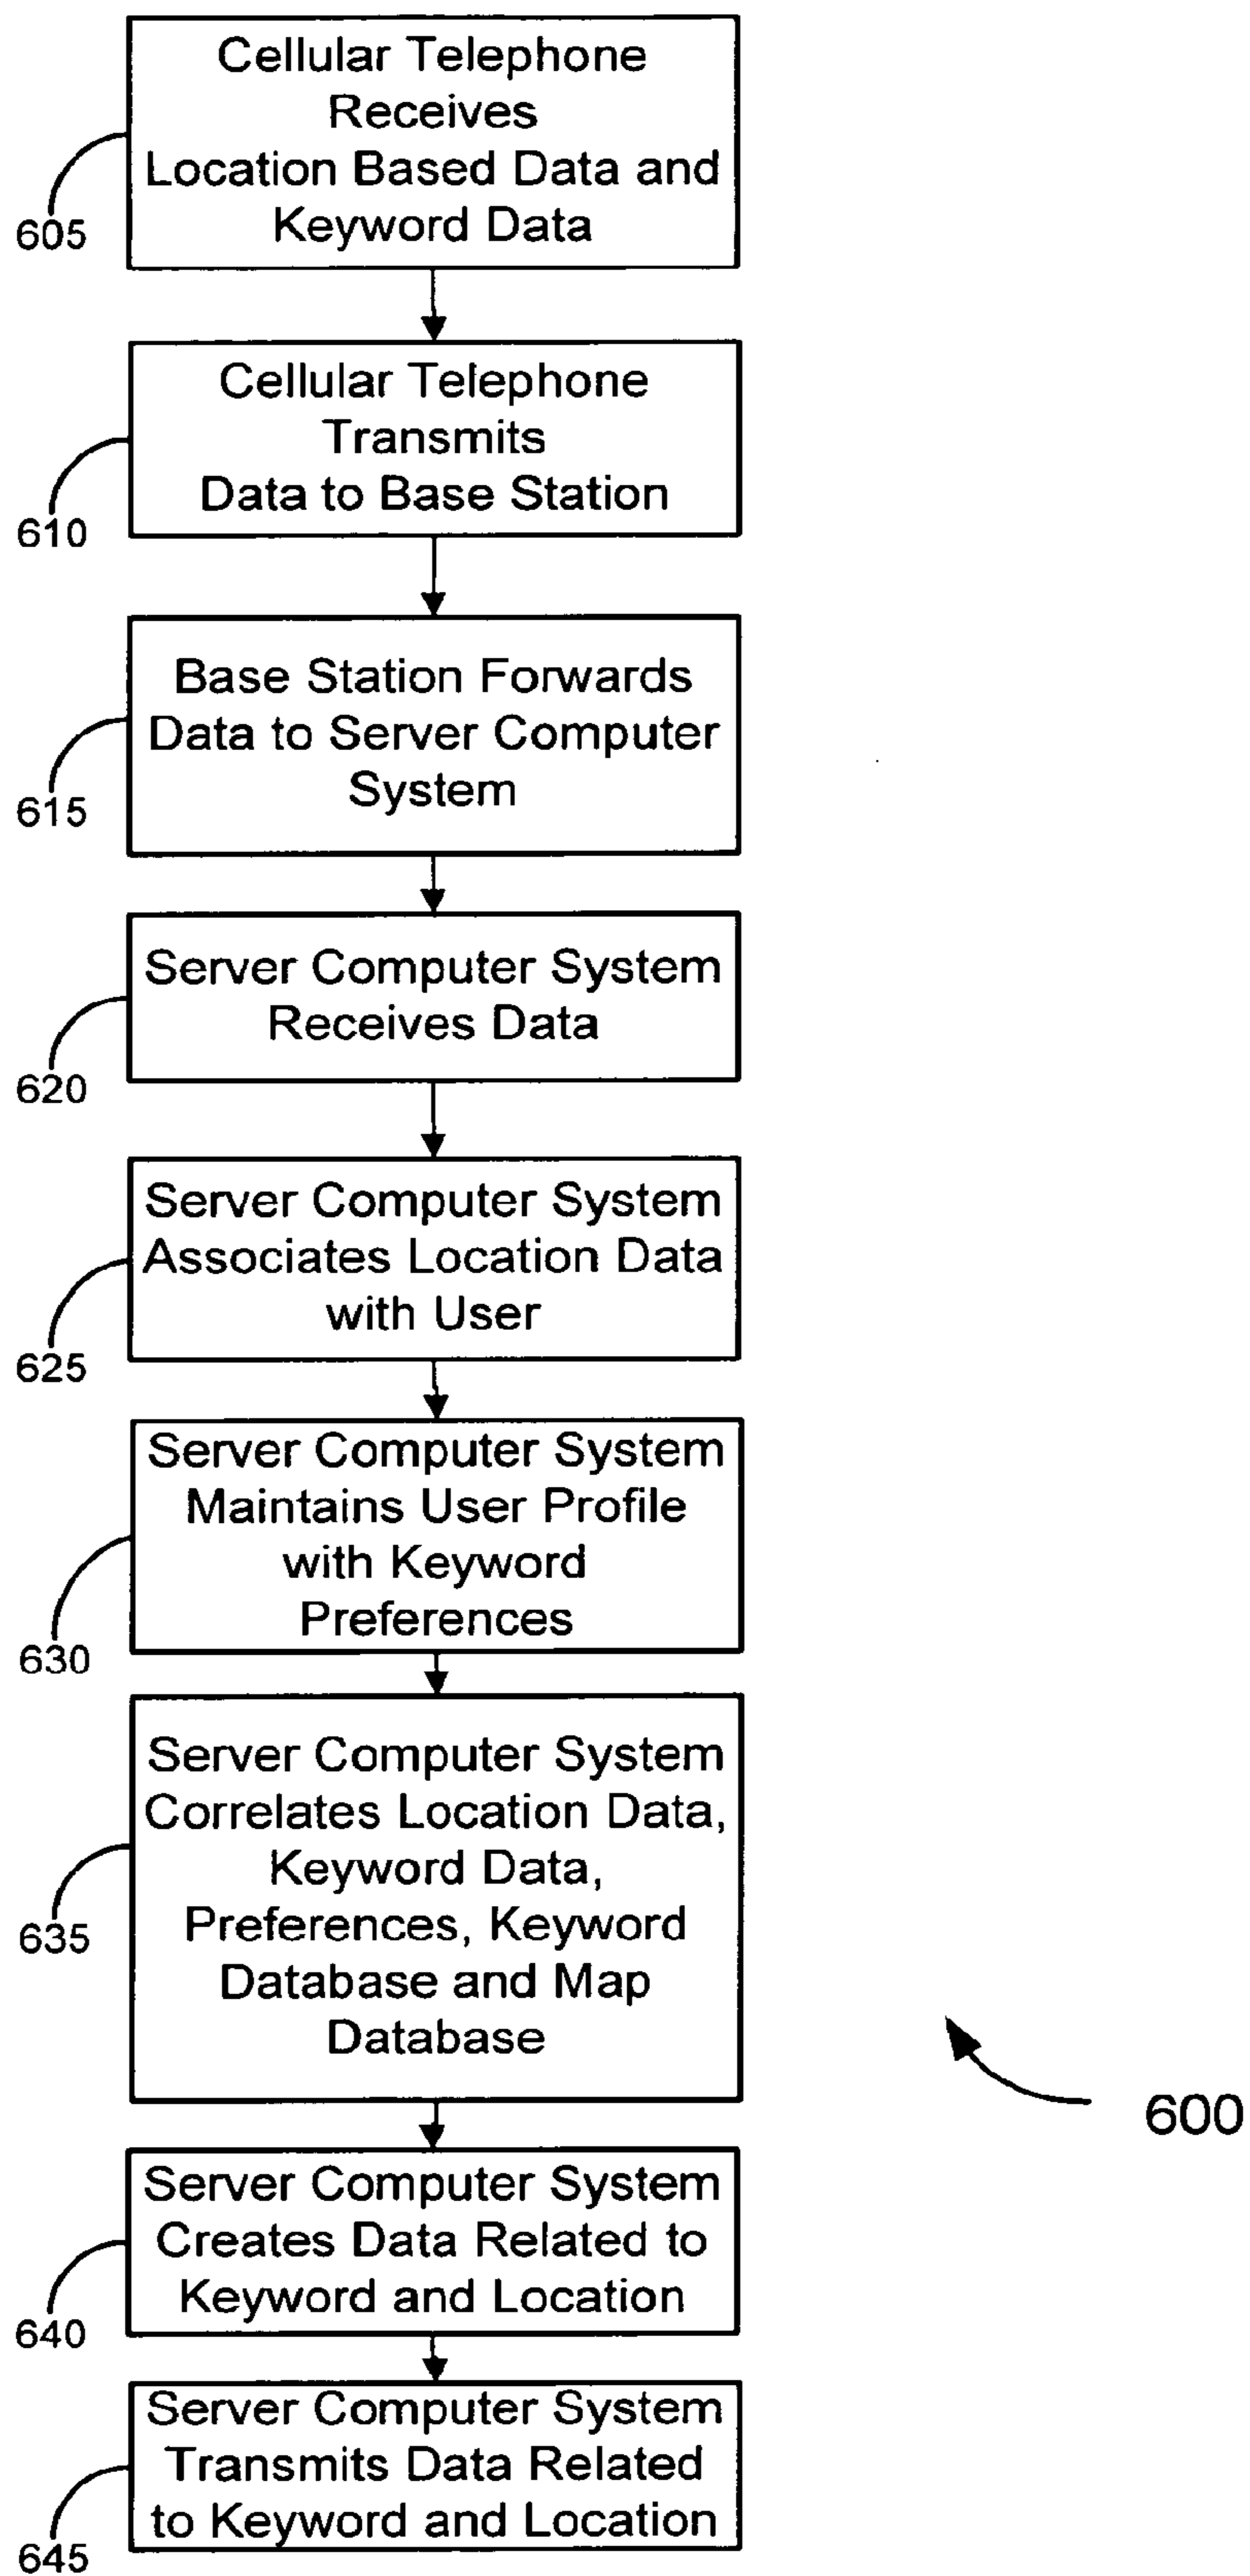 Cellular Telephone
Receives
Location Based Data and
Keyword Data
605
Cellular Telephone
Transmits
Data to Base Station
610
Base Station Forwards
Data to Server Computer
System
615
Server Computer System
Receives Data
620
Server Computer System
Associates Location Data
with User
625
Server Computer System
Maintains User Profile
with Keyword
Preferences
630
Server Computer System
Correlates Location Data,
Keyword Data,
Preferences, Keyword
Database and Map
Database
635
600
Server Computer System
Creates Data Related to
Keyword and Location
640
Server Computer System
Transmits Data Related
to Keyword and Location
645